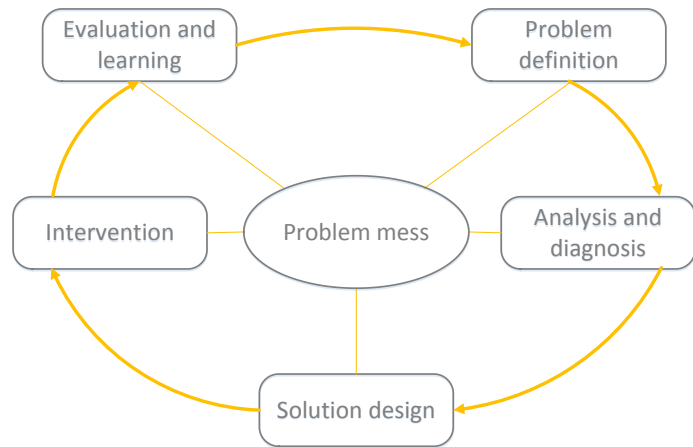 Evaluation and
learning
Problem
definition
Intervention
Problem mess
Analysis and
diagnosis
Solution design